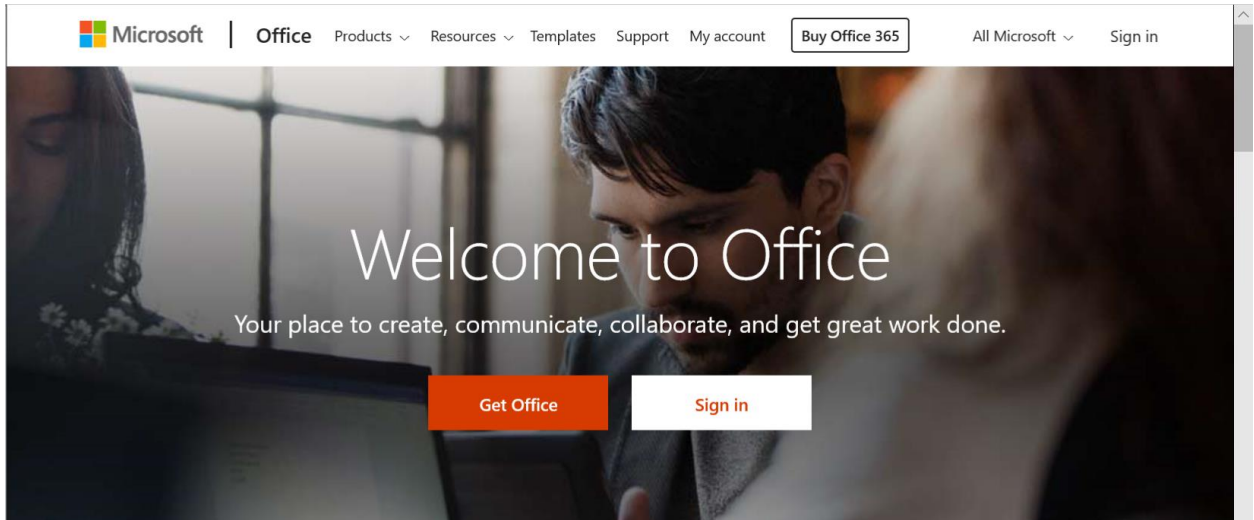 Microsoft | Office Products Resources Templates Support My account Buy Office 365 All Microsoft Sign in
Welcome to Office
Your place to create, communicate, collaborate, and get great work done.
Get Office Sign in